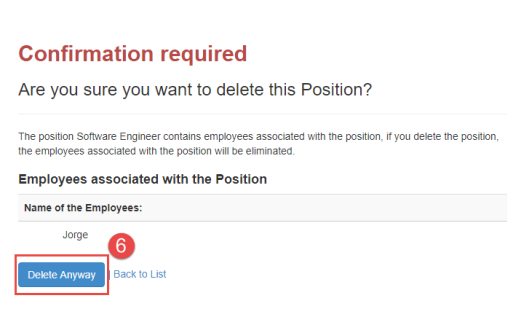 Confirmation required
Are you sure you want to delete this Position?
The position Software Engineer contains employees associated with the position, if you delete the position,
the employees associated with the position will be eliminated.
Employees associated with the Position
Name of the Employees:
Jorge
6
Delete Anyway | Back to List